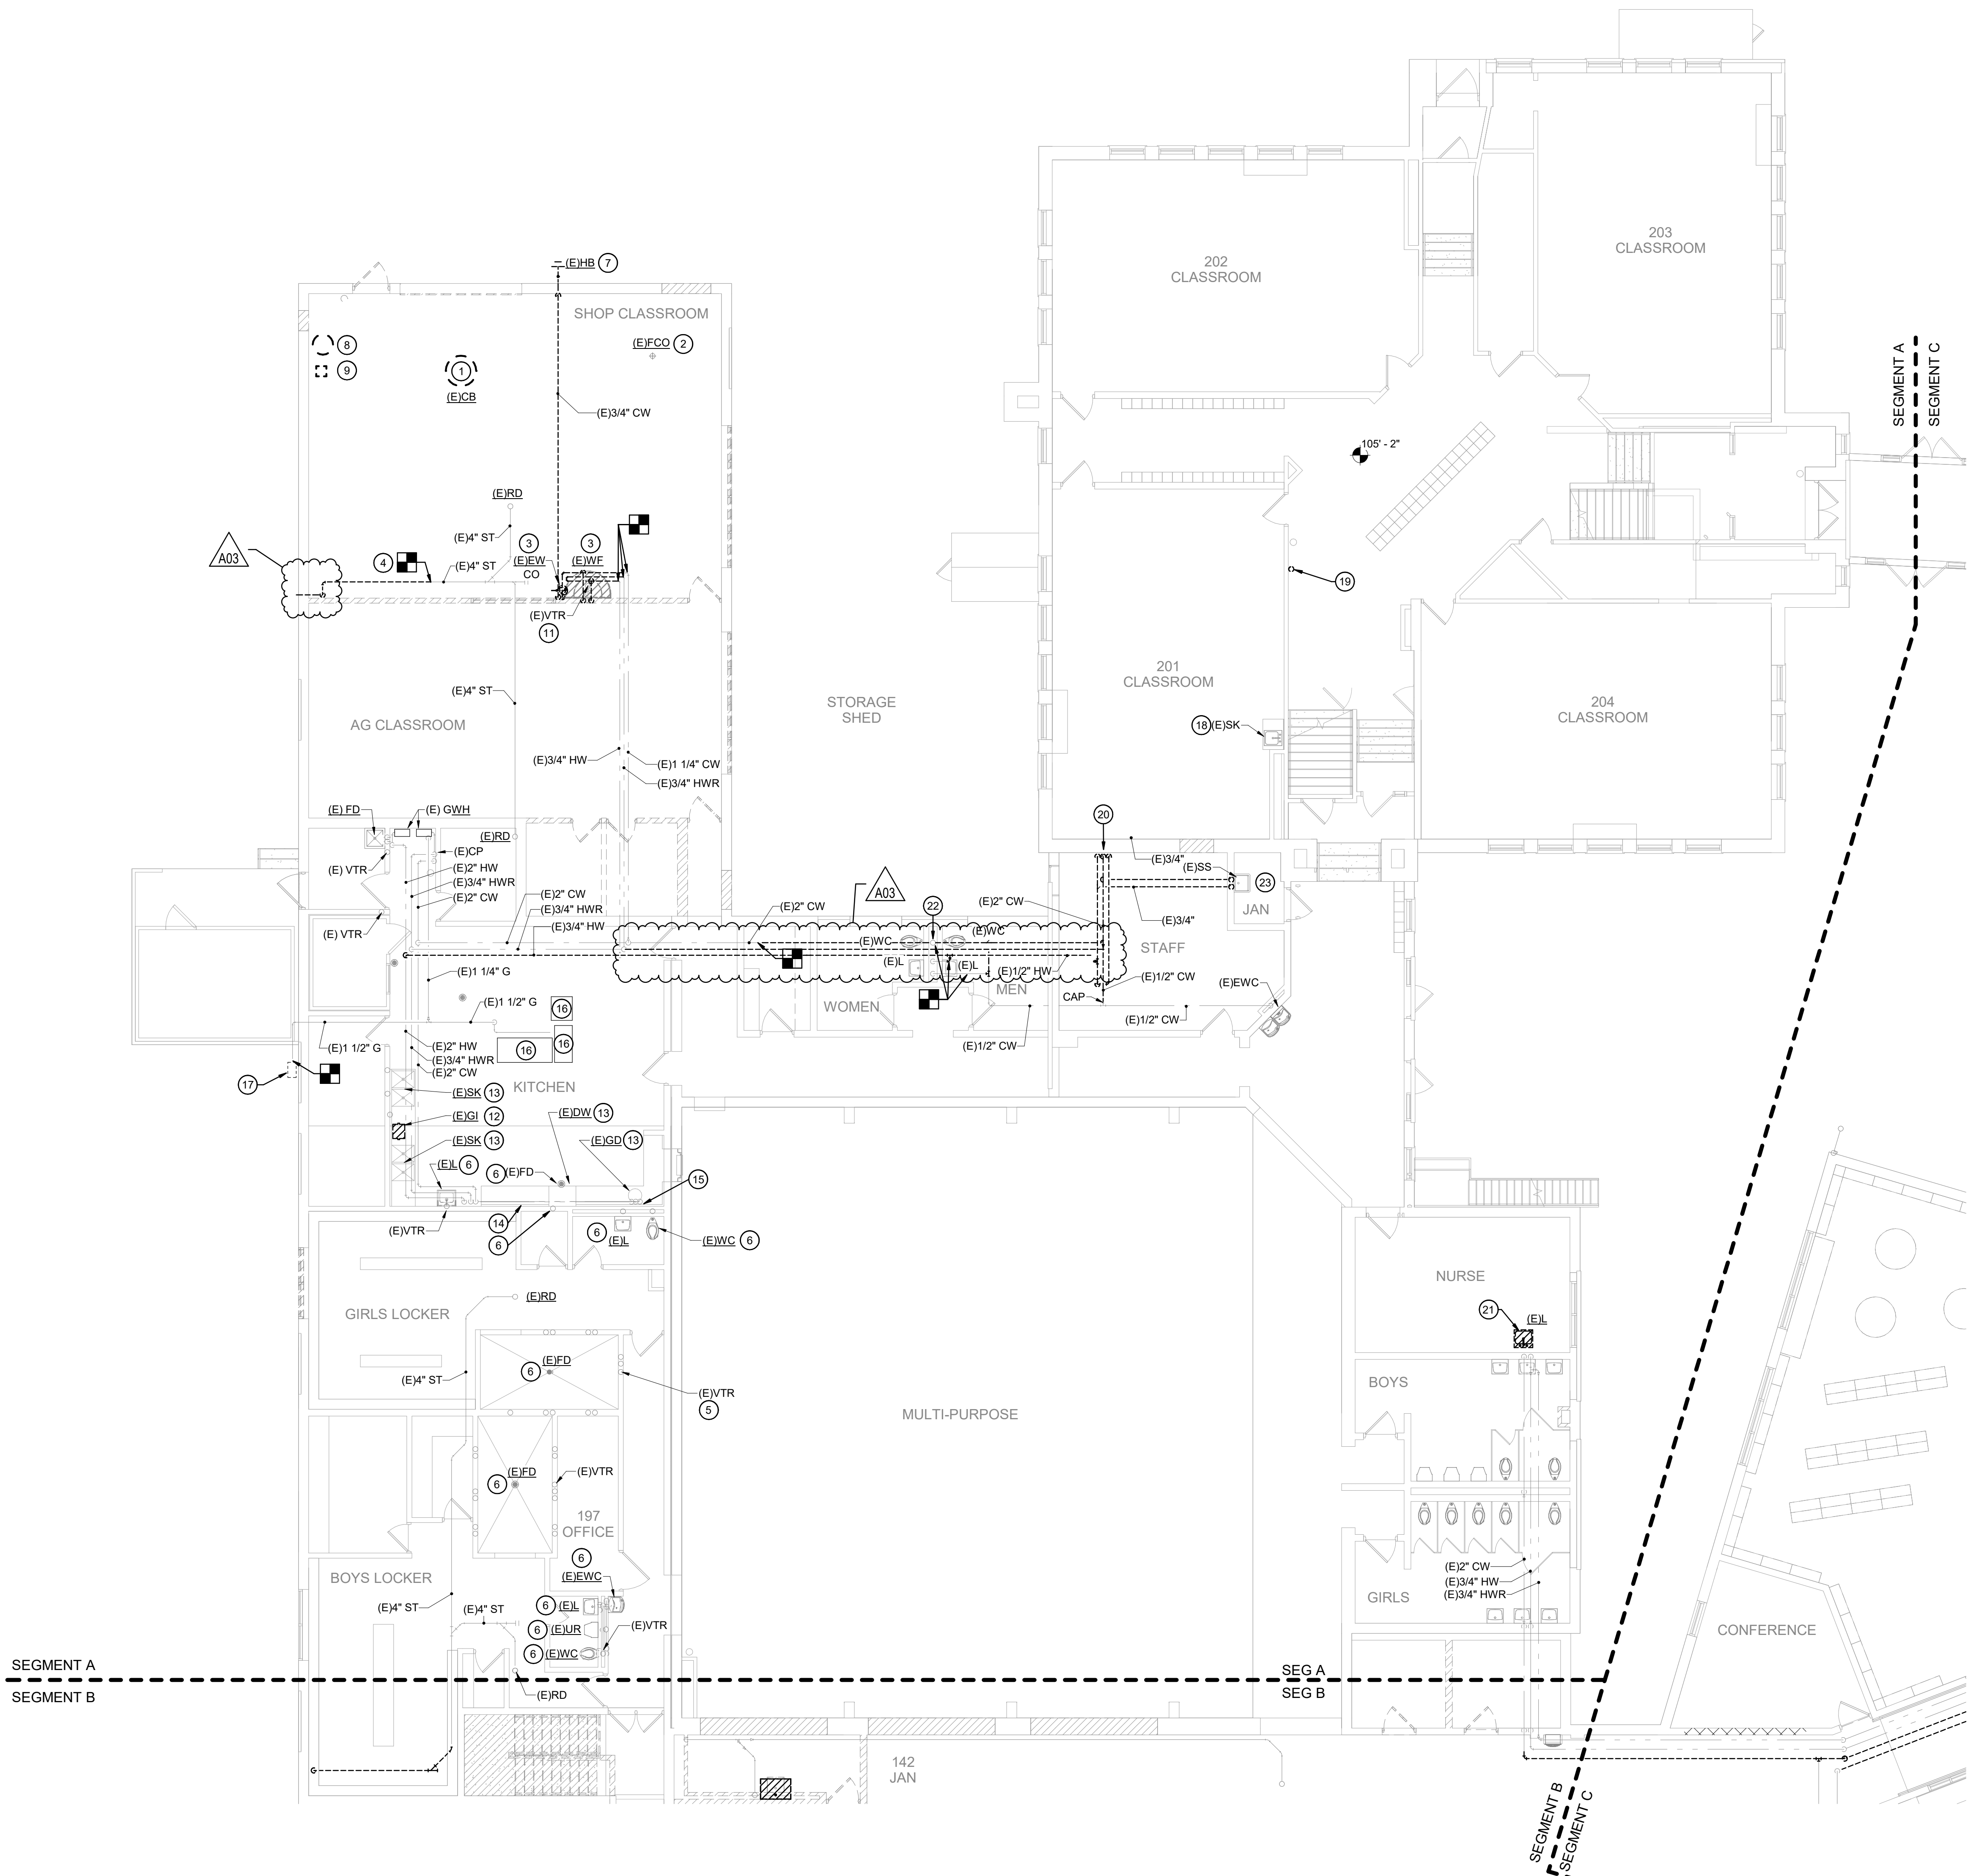 203
CLASSROOM
202
CLASSROOM
(E)HB 7
SHOP CLASSROOM
8
9
1
(E)CB
(E)FCO 2
SEGMENT A
SEGMENT C
(E)3/4" CW
105' - 2"
(E)RD
(E)4" ST
A03
4
(E)4" ST
3
(E)EW
CO
3
(E)WF
(E)VTR
11
19
(E)4" ST
AG CLASSROOM
STORAGE
SHED
201
CLASSROOM
204
CLASSROOM
18 (E)SK
(E)3/4" HW
(E)1 1/4" CW
(E)3/4" HWR
(E) FD
(E) GWH
(E)RD
(E)CP
(E) VTR
(E)2" HW
(E)3/4" HWR
(E)2" CW
20
(E)3/4"
(E)SS
23
JAN
(E)3/4"
A03
22
(E)2" CW
(E)3/4" HWR
(E)3/4" HW
(E)2" CW
(E)2" CW
(E) VTR
(E)WC
(E)WC
STAFF
(E)L
(E)L
(E)1/2" HW
(E)1/2" CW
(E)EWC
WOMEN
MEN
CAP
(E)1/2" CW
(E)1/2" CW
(E)1 1/4" G
(E)1 1/2" G
16
16
16
(E)1 1/2" G
(E)2" HW
(E)3/4" HWR
(E)2" CW
17
KITCHEN
(E)SK 13
(E)GI 12
(E)DW 13
(E)SK 13
(E)GD 13
(E)L 6
6 (E)FD
15
(E)VTR
14
6
6
(E)L
(E)WC 6
(E)RD
GIRLS LOCKER
NURSE
21
(E)L
(E)FD
6
(E)4" ST
(E)VTR
5
BOYS
MULTI-PURPOSE
(E)FD
6
(E)VTR
197
OFFICE
6
(E)EWC
BOYS LOCKER
(E)4" ST
(E)4" ST
6 (E)L
6 (E)UR
6 (E)WC
(E)VTR
(E)2" CW
(E)3/4" HW
(E)3/4" HWR
GIRLS
CONFERENCE
SEGMENT A
SEGMENT B
SEG A
SEG B
(E)RD
142
JAN
SEGMENT B
SEGMENT C